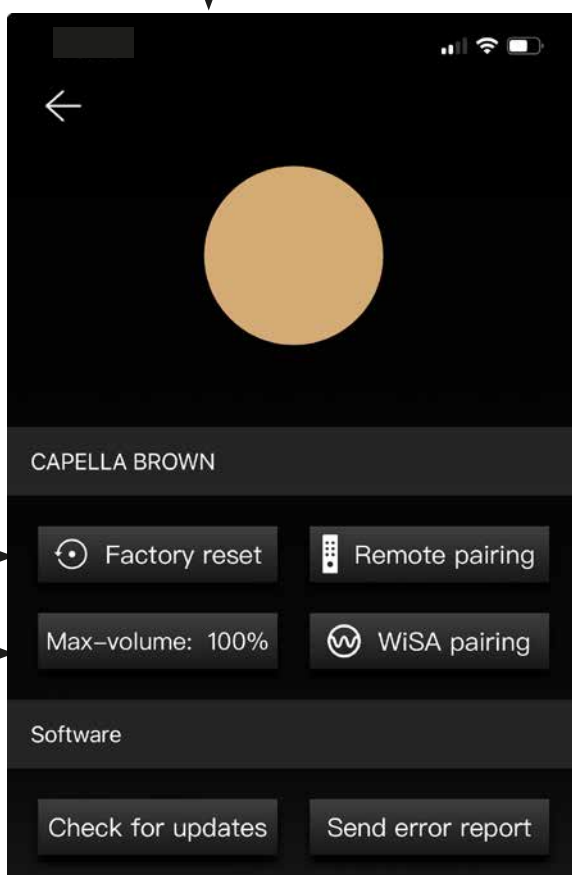 CAPELLA BROWN
Factory reset
Remote pairing
Max-volume: 100%
WiSA pairing
Software
Check for updates
Send error report